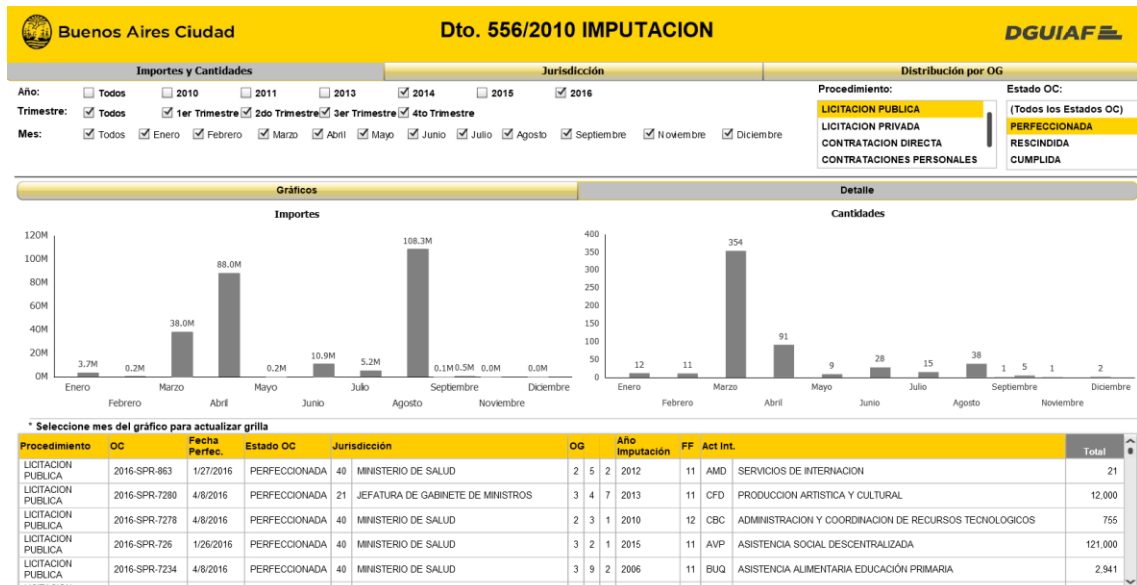 Buenos Aires Ciudad
Dto. 556/2010 IMPUTACION
DGUIAF
Importes y Cantidades Jurisdicción Distribución por OG
Año: Todos 2010 2011 2013 2014 2015 2016
Trimestre: Todos 1er Trimestre 2do Trimestre 3er Trimestre 4to Trimestre
Mes: Todos Enero Febrero Marzo Abril Mayo Junio Julio Agosto Septiembre Noviembre Diciembre
Procedimiento:
LICITACION PUBLICA
LICITACION PRIVADA
CONTRATACION DIRECTA
CONTRATACIONES PERSONALES
Estado OC:
(Todos los Estados OC)
PERFECCIONADA
RESCINDIDA
CUMPLIDA
Gráficos Detalle
Importes
120M
100M
80M
60M
40M
20M
0M
3.7M 0.2M 38.0M 88.0M 0.2M 10.9M 5.2M 108.3M 0.1M 0.5M 0.0M 0.0M
Enero Marzo Mayo Julio Septiembre Diciembre
Febrero Abril Junio Agosto Noviembre
Cantidades
400
350
300
250
200
150
100
50
0
12 11 354 91 9 28 15 38 1 5 1 2
Enero Marzo Mayo Julio Septiembre Diciembre
Febrero Abril Junio Agosto Noviembre
* Seleccione mes del gráfico para actualizar grilla
Procedimiento OC Fecha Perfec. Estado OC Jurisdicción OG Año Imputación FF Act Int. Total
LICITACION PUBLICA 2016-SPR-863 1/27/2016 PERFECCIONADA 40 MINISTERIO DE SALUD 2 5 2 2012 11 AMD SERVICIOS DE INTERNACION 21
LICITACION PUBLICA 2016-SPR-7280 4/8/2016 PERFECCIONADA 21 JEFATURA DE GABINETE DE MINISTROS 3 4 7 2013 11 CFD PRODUCCION ARTISTICA Y CULTURAL 12,000
LICITACION PUBLICA 2016-SPR-7278 4/8/2016 PERFECCIONADA 40 MINISTERIO DE SALUD 2 3 1 2010 12 CBC ADMINISTRACION Y COORDINACION DE RECURSOS TECNOLOGICOS 755
LICITACION PUBLICA 2016-SPR-726 1/26/2016 PERFECCIONADA 40 MINISTERIO DE SALUD 3 2 1 2015 11 AVP ASISTENCIA SOCIAL DESCENTRALIZADA 121,000
LICITACION PUBLICA 2016-SPR-7234 4/8/2016 PERFECCIONADA 40 MINISTERIO DE SALUD 3 9 2 2006 11 BUQ ASISTENCIA ALIMENTARIA EDUCACIÓN PRIMARIA 2,941